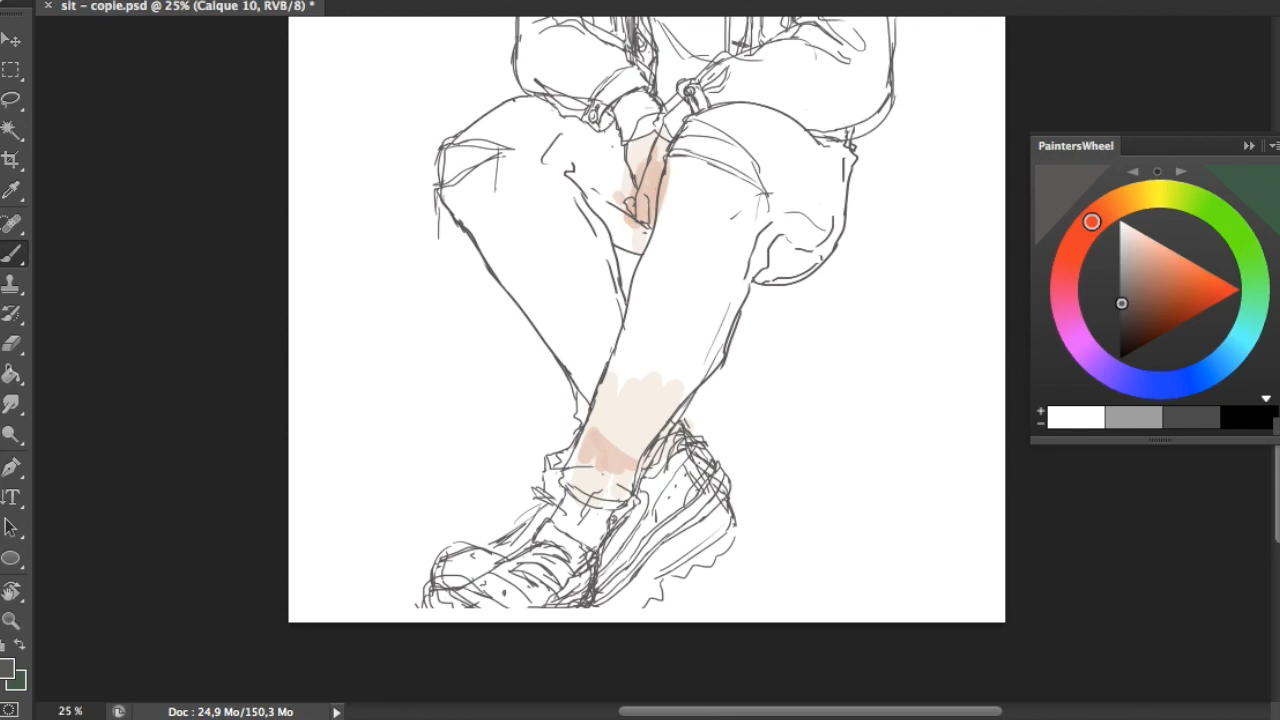 × sit – copie.psd @ 25% (Calque 10, RVB/8) *
PaintersWheel
+
−
25 %
Doc : 24,9 Mo/150,3 Mo